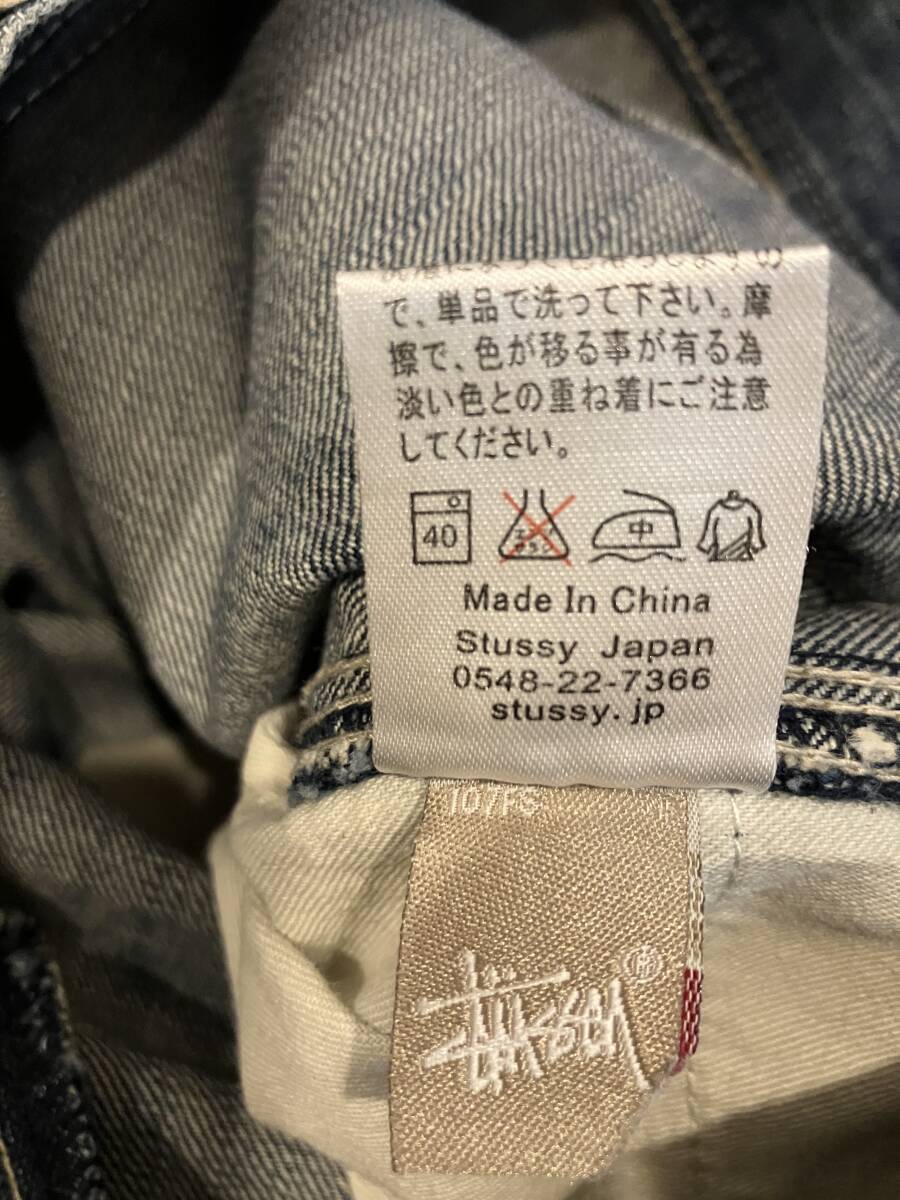 で、単品で洗って下さい。摩
擦で、色が移る事が有る為
淡い色との重ね着にご注意
してください。
40
中
Made In China
Stussy Japan
0548-22-7366
stussy.jp
Stüssy
®